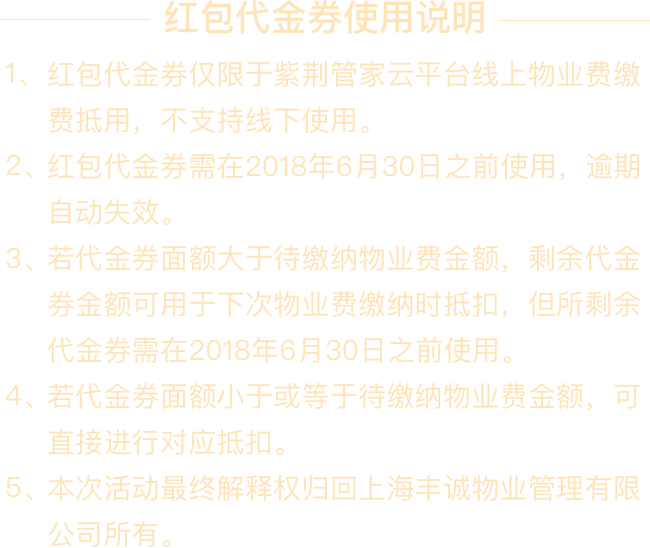 红包代金券使用说明
1、红包代金券仅限于紫荆管家云平台线上物业费缴
费抵用，不支持线下使用。
2、红包代金券需在2018年6月30日之前使用，逾期
自动失效。
3、若代金券面额大于待缴纳物业费金额，剩余代金
券金额可用于下次物业费缴纳时抵扣，但所剩余
代金券需在2018年6月30日之前使用。
4、若代金券面额小于或等于待缴纳物业费金额，可
直接进行对应抵扣。
5、本次活动最终解释权归回上海丰诚物业管理有限
公司所有。